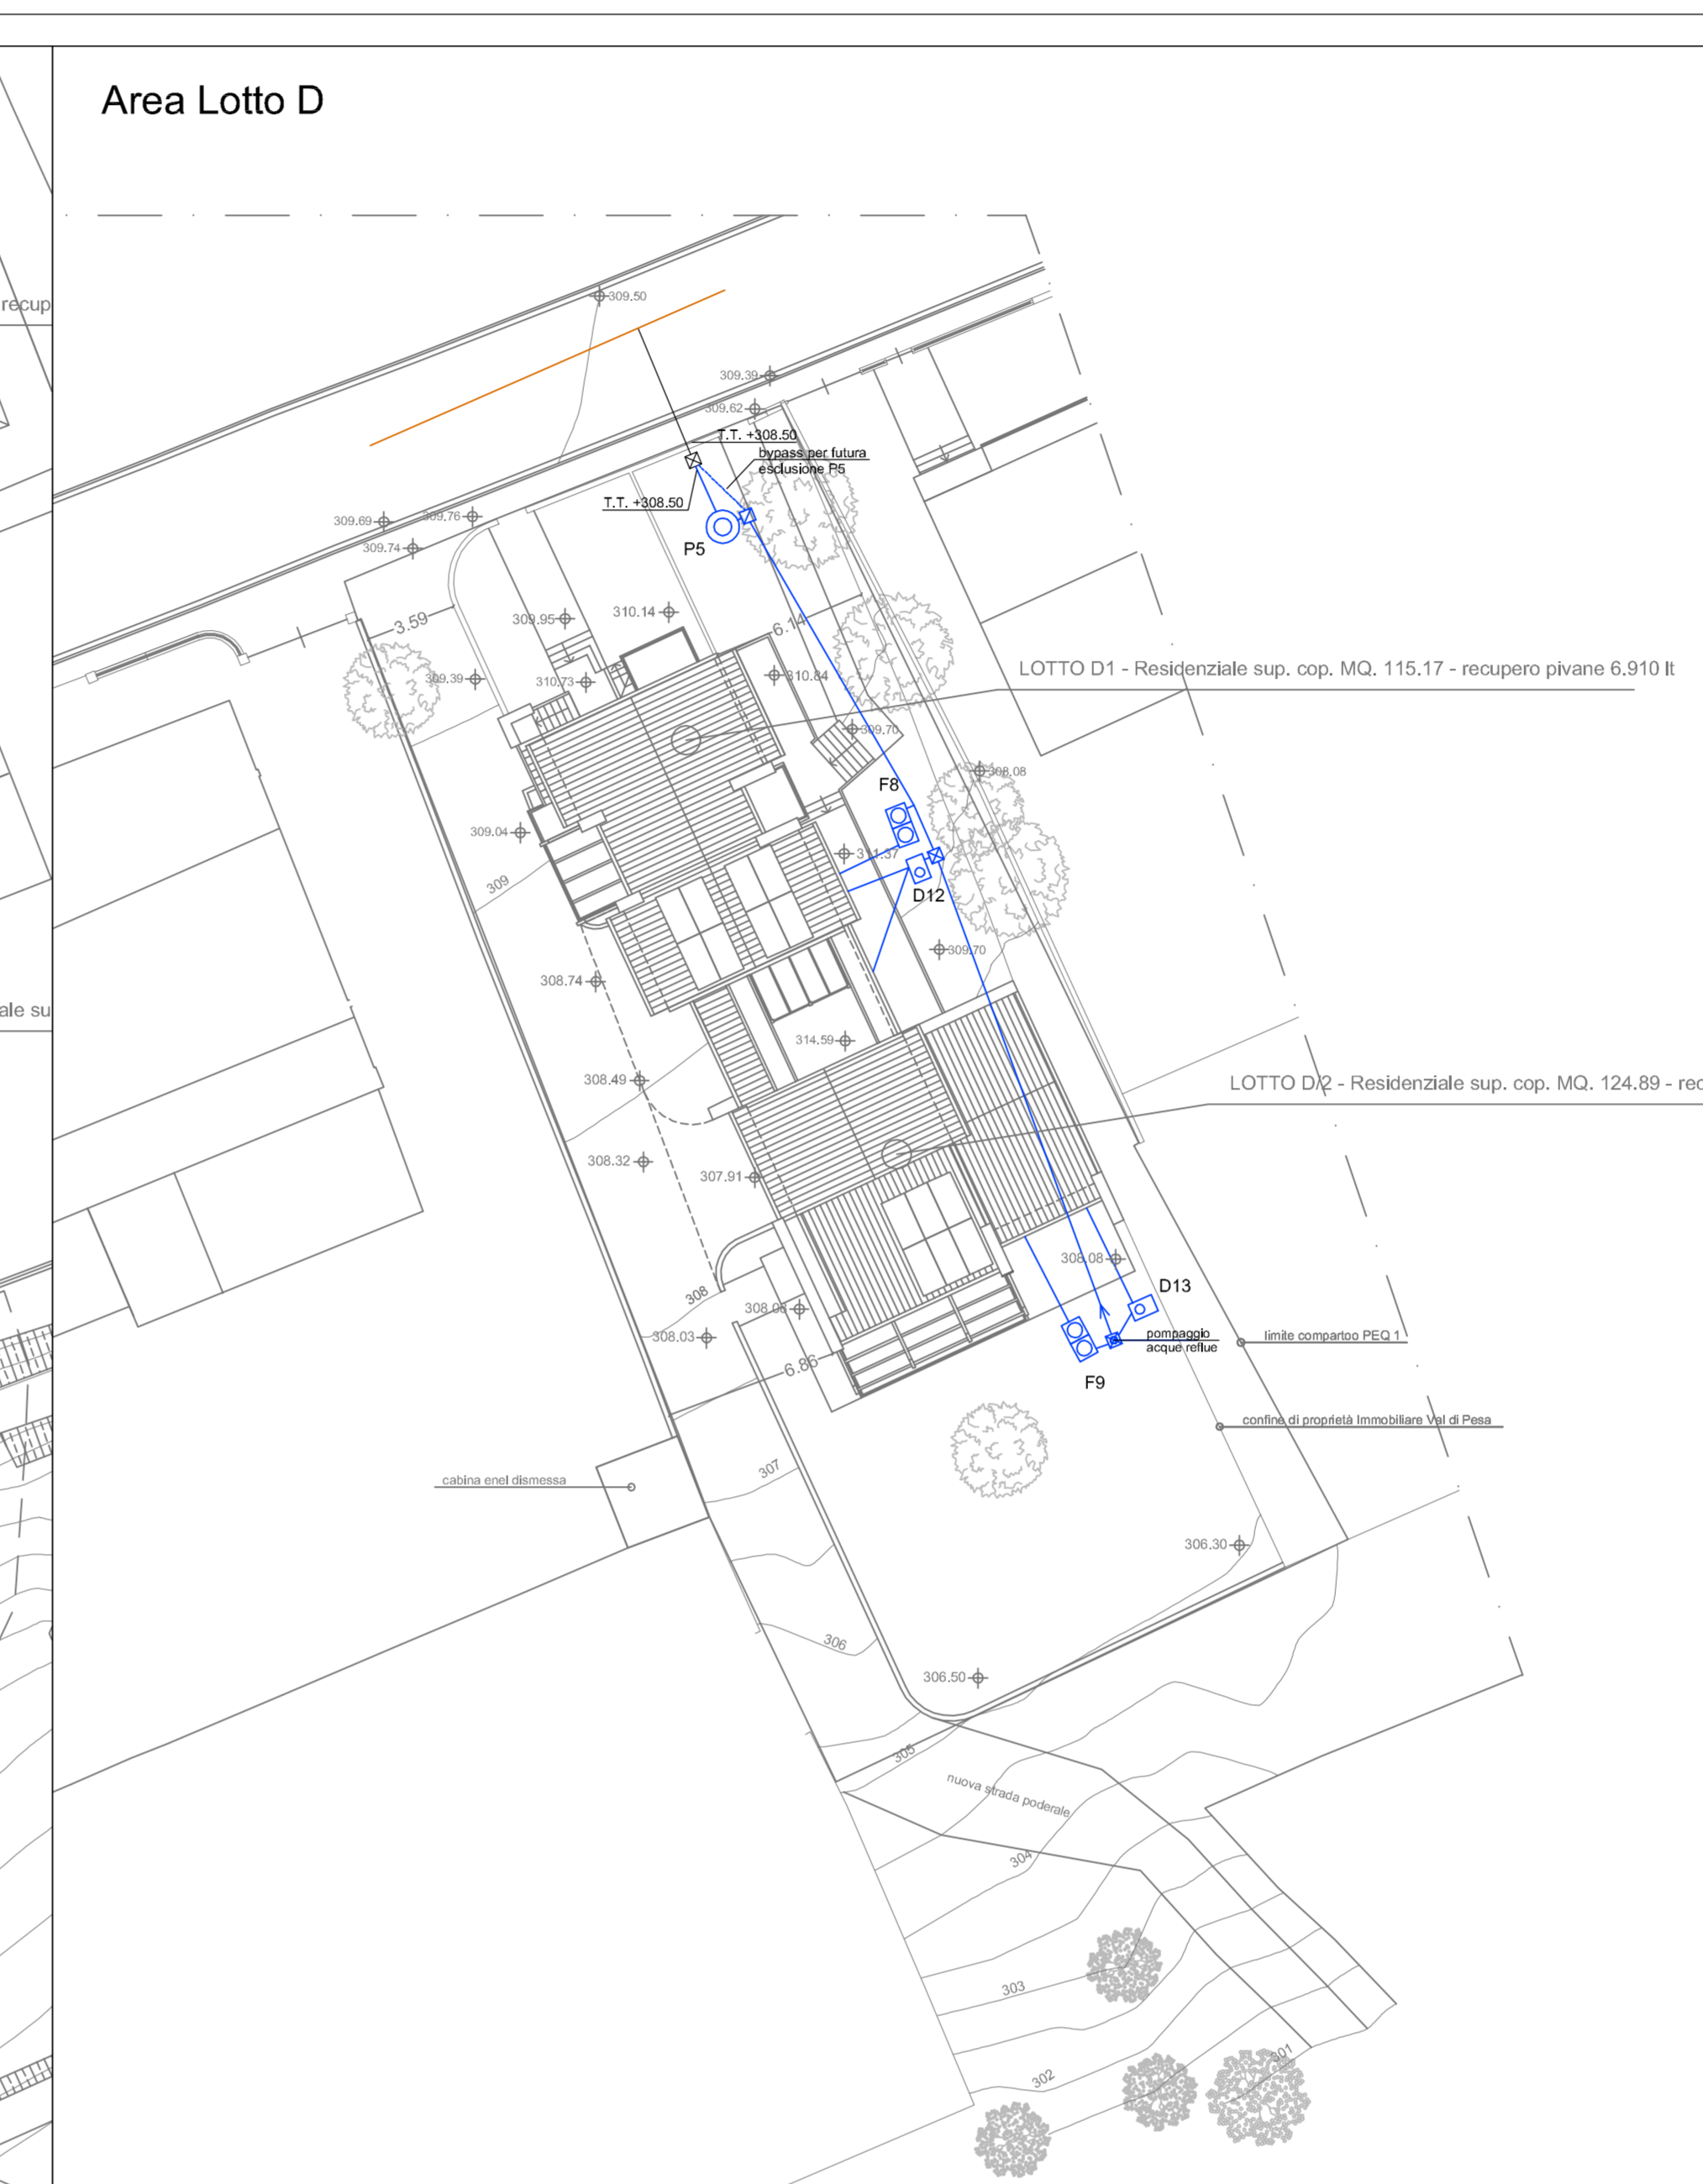 Area Lotto D
recup
309.50
309.39
309.62
T.T. +308.50
bypass per futura
esclusione P5
T.T. +308.50
309.69
309.76
309.74
P5
3.59
309.95
310.14
6.14
LOTTO D1 - Residenziale sup. cop. MQ. 115.17 - recupero pivane 6.910 lt
309.39
310.73
310.84
309.70
308.08
F8
309.04
311.37
309
D12
309.70
308.74
ale su
314.59
308.49
LOTTO D/2 - Residenziale sup. cop. MQ. 124.89 - rec
308.32
307.91
308.08
D13
308
308.08
308.03
pompaggio
acque reflue
limite compartoo PEQ 1
6.86
F9
confine di proprietà Immobiliare Val di Pesa
307
cabina enel dismessa
306.30
306
306.50
305
nuova strada poderale
304
303
302
301